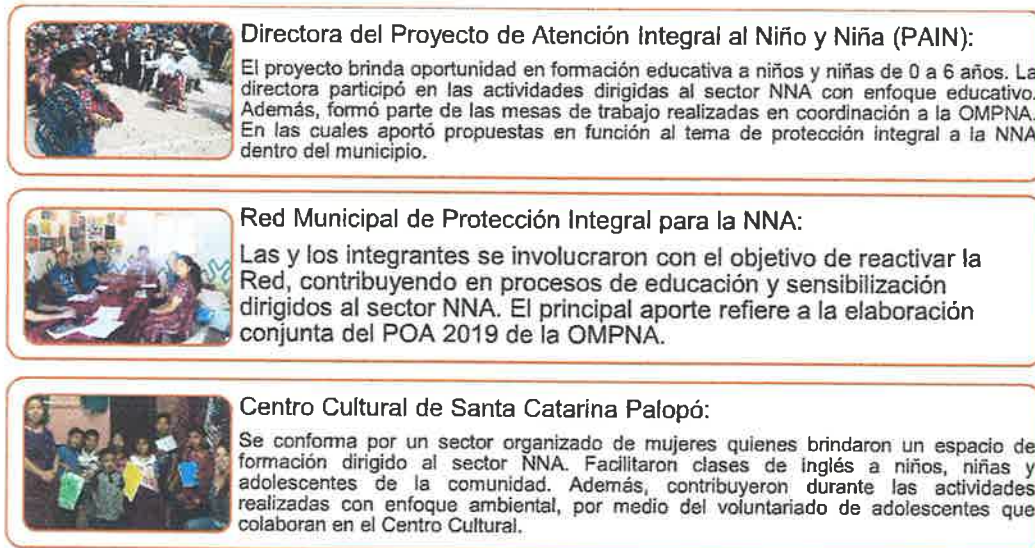 Directora del Proyecto de Atención Integral al Niño y Niña (PAIN):
El proyecto brinda oportunidad en formación educativa a niños y niñas de 0 a 6 años. La
directora participó en las actividades dirigidas al sector NNA con enfoque educativo.
Además, formó parte de las mesas de trabajo realizadas en coordinación a la OMPNA.
En las cuales aportó propuestas en función al tema de protección integral a la NNA
dentro del municipio.
Red Municipal de Protección Integral para la NNA:
Las y los integrantes se involucraron con el objetivo de reactivar la
Red, contribuyendo en procesos de educación y sensibilización
dirigidos al sector NNA. El principal aporte refiere a la elaboración
conjunta del POA 2019 de la OMPNA.
Centro Cultural de Santa Catarina Palopó:
Se conforma por un sector organizado de mujeres quienes brindaron un espacio de
formación dirigido al sector NNA. Facilitaron clases de inglés a niños, niñas y
adolescentes de la comunidad. Además, contribuyeron durante las actividades
realizadas con enfoque ambiental, por medio del voluntariado de adolescentes que
colaboran en el Centro Cultural.